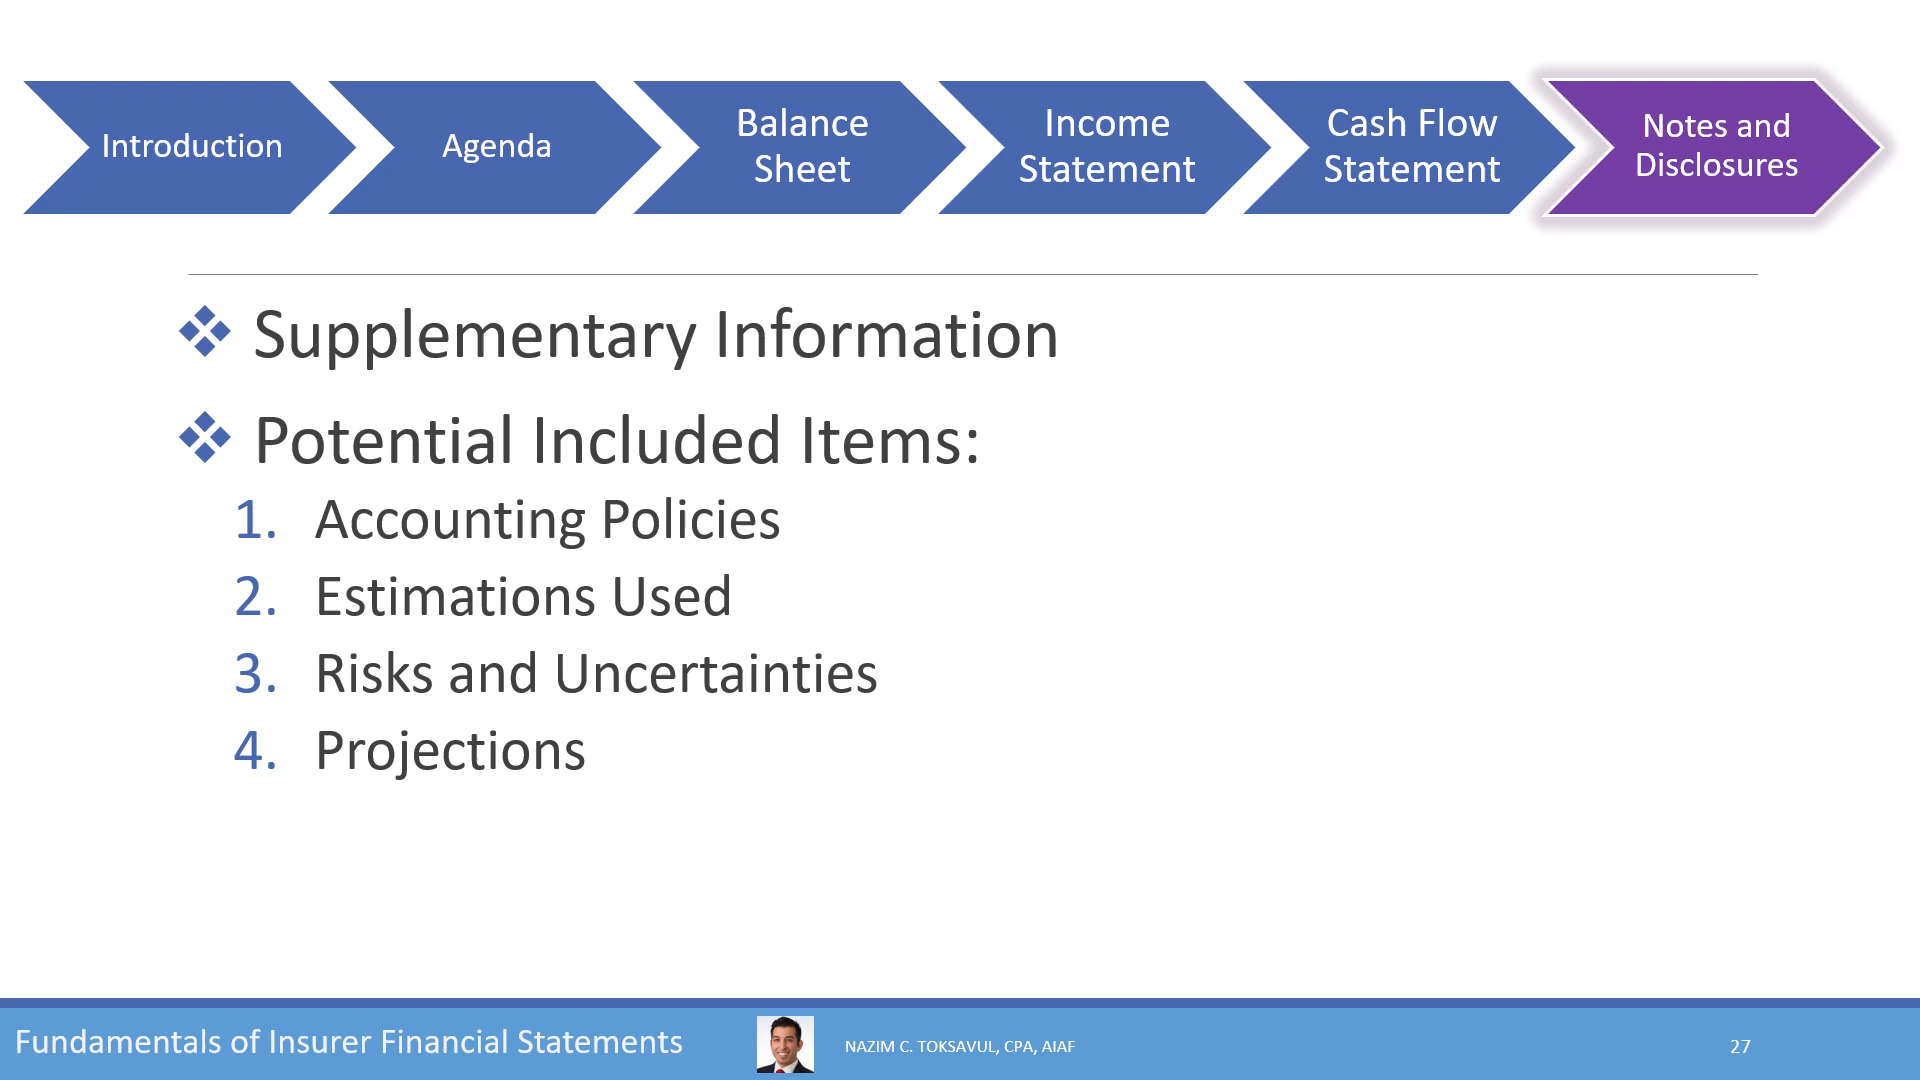 Introduction
Agenda
Balance
Sheet
Income
Statement
Cash Flow
Statement
Notes and
Disclosures
Supplementary Information
Potential Included Items:
1. Accounting Policies
2. Estimations Used
3. Risks and Uncertainties
4. Projections
Fundamentals of Insurer Financial Statements
NAZIM C. TOKSAVUL, CPA, AIAF
27